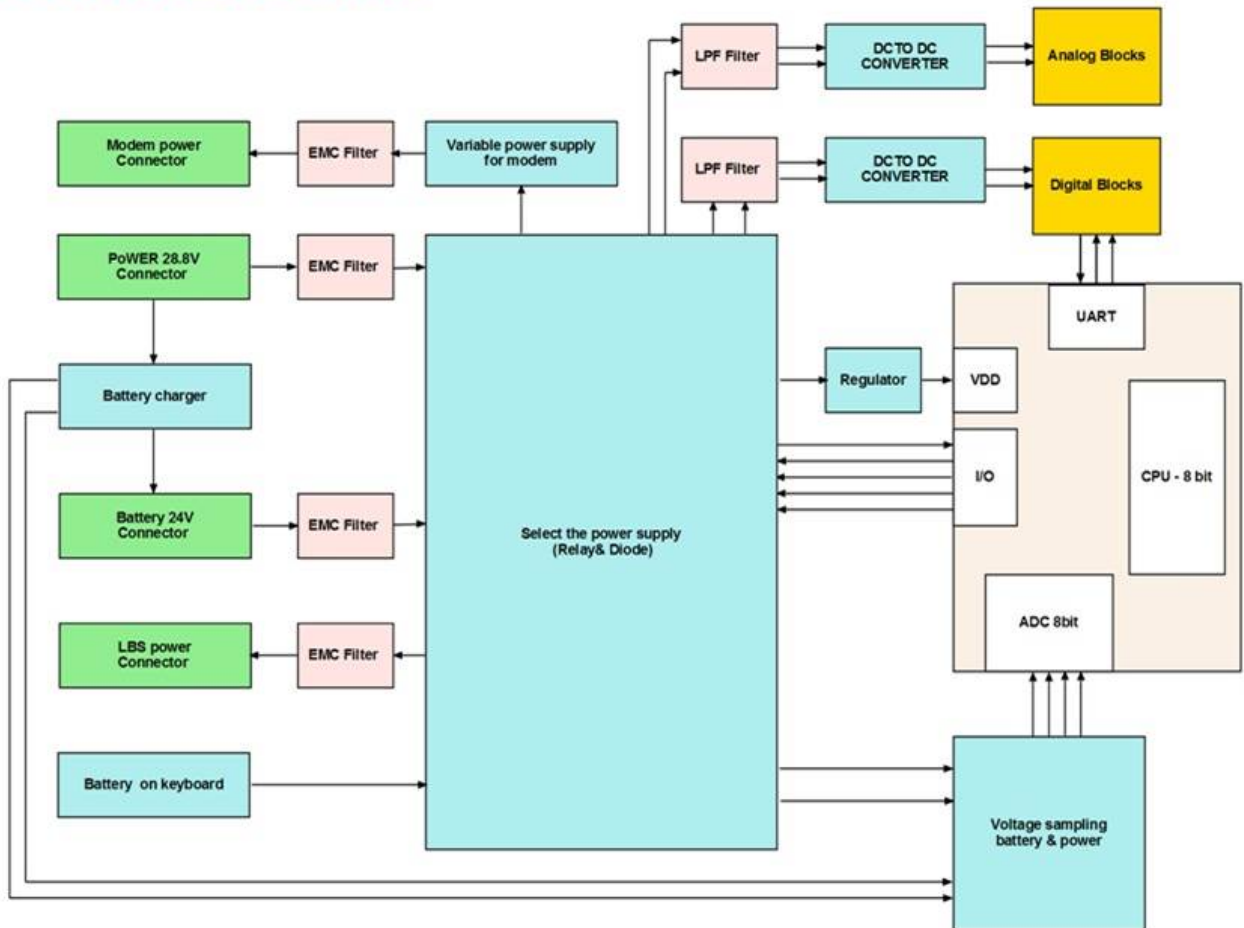 LPF Filter
DCTO DC
CONVERTER
Analog Blocks
Modem power
Connector
EMC Filter
Variable power supply
for modem
LPF Filter
DCTO DC
CONVERTER
Digital Blocks
PoWER 28.8V
Connector
EMC Filter
UART
Battery charger
Regulator
VDD
I/O
CPU - 8 bit
Battery 24V
Connector
EMC Filter
Select the power supply
(Relay& Diode)
LBS power
Connector
EMC Filter
ADC 8bit
Battery on keyboard
Voltage sampling
battery & power